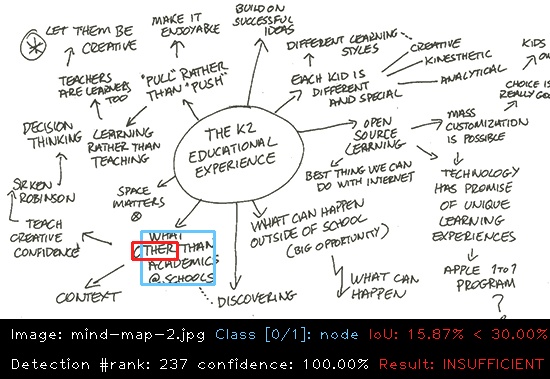 LET THEM BE
CREATIVE
MAKE IT
ENJOYABLE
BUILD ON
SUCCESSFUL
IDEAS
DIFFERENT LEARNING
STYLES
CREATIVE
KINESTHETIC
ANALYTICAL
KIDS
EACH KID IS
DIFFERENT
AND SPECIAL
CHOICE IS
TEACHERS
ARE LEARNERS
TOO
"PULL" RATHER
THAN "PUSH"
DECISION
THINKING
LEARNING
RATHER THAN
TEACHING
THE K2
EDUCATIONAL
EXPERIENCE
OPEN
SOURCE
LEARNING
MASS
CUSTOMIZATION
IS POSSIBLE
BEST THING WE CAN
DO WITH INTERNET
SIR KEN
ROBINSON
SPACE
MATTERS
TECHNOLOGY
HAS PROMISE
OF UNIQUE
LEARNING
EXPERIENCES
TEACH
CREATIVE
CONFIDENCE
WHAT
OTHER THAN
ACADEMICS
@ SCHOOLS
WHAT CAN HAPPEN
OUTSIDE OF SCHOOL
(BIG OPPORTUNITY)
CONTEXT
DISCOVERING
WHAT CAN
HAPPEN
APPLE 1 TO 1
PROGRAM
?
Image: mind-map-2.jpg Class [0/1]: node IoU: 15.87% < 30.00%
Detection #rank: 237 confidence: 100.00% Result: INSUFFICIENT